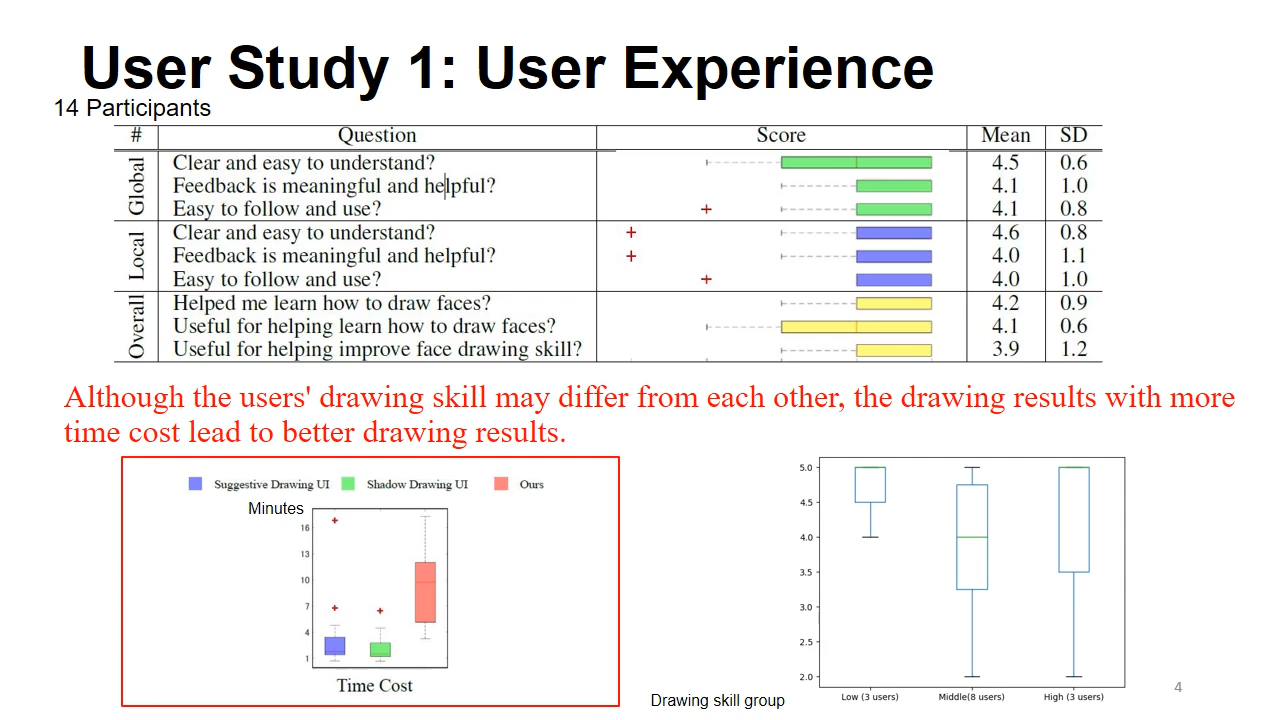 User Study 1: User Experience
14 Participants
# Question Score Mean SD
Global
Clear and easy to understand? 4.5 0.6
Feedback is meaningful and helpful? 4.1 1.0
Easy to follow and use? 4.1 0.8
Local
Clear and easy to understand? 4.6 0.8
Feedback is meaningful and helpful? 4.0 1.1
Easy to follow and use? 4.0 1.0
Overall
Helped me learn how to draw faces? 4.2 0.9
Useful for helping learn how to draw faces? 4.1 0.6
Useful for helping improve face drawing skill? 3.9 1.2
Although the users' drawing skill may differ from each other, the drawing results with more
time cost lead to better drawing results.
Suggestive Drawing UI Shadow Drawing UI Ours
Minutes
16
13
10
7
4
1
Time Cost
5.0
4.5
4.0
3.5
3.0
2.5
2.0
Low (3 users) Middle(8 users) High (3 users)
Drawing skill group
4